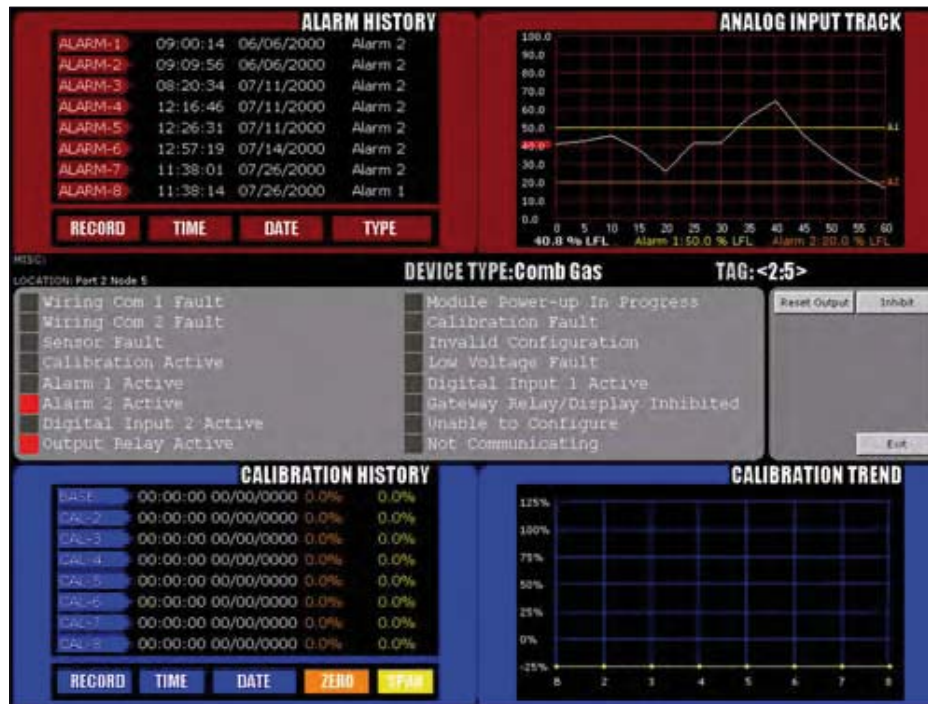 ALARM HISTORY
ALARM-1 09:00:14 06/06/2000 Alarm 2
ALARM-2 09:09:56 06/06/2000 Alarm 2
ALARM-3 08:20:34 07/11/2000 Alarm 2
ALARM-4 12:16:46 07/11/2000 Alarm 2
ALARM-5 12:26:31 07/11/2000 Alarm 2
ALARM-6 12:57:19 07/14/2000 Alarm 2
ALARM-7 11:38:01 07/26/2000 Alarm 2
ALARM-8 11:38:14 07/26/2000 Alarm 1
RECORD TIME DATE TYPE
ANALOG INPUT TRACK
100.0
90.0
80.0
70.0
60.0
50.0 A1
40.0
30.0
20.0 A2
10.0
0.0
0 5 10 15 20 25 30 35 40 45 50 55 60
40.8 % LFL Alarm 1:50.0 % LFL Alarm 2:20.0 % LFL
MISC:
LOCATION: Port 2 Node 5
DEVICE TYPE:Comb Gas TAG:<2:5>
Wiring Com 1 Fault
Wiring Com 2 Fault
Sensor Fault
Calibration Active
Alarm 1 Active
Alarm 2 Active
Digital Input 2 Active
Output Relay Active
Module Power-up In Progress
Calibration Fault
Invalid Configuration
Low Voltage Fault
Digital Input 1 Active
Gateway Relay/Display Inhibited
Unable to Configure
Not Communicating
Reset Output Inhibit
Exit
CALIBRATION HISTORY
BASE 00:00:00 00/00/0000 0.0% 0.0%
CAL-2 00:00:00 00/00/0000 0.0% 0.0%
CAL-3 00:00:00 00/00/0000 0.0% 0.0%
CAL-4 00:00:00 00/00/0000 0.0% 0.0%
CAL-5 00:00:00 00/00/0000 0.0% 0.0%
CAL-6 00:00:00 00/00/0000 0.0% 0.0%
CAL-7 00:00:00 00/00/0000 0.0% 0.0%
CAL-8 00:00:00 00/00/0000 0.0% 0.0%
RECORD TIME DATE ZERO SPAN
CALIBRATION TREND
125%
100%
75%
50%
25%
0%
-25%
B 2 3 4 5 6 7 8